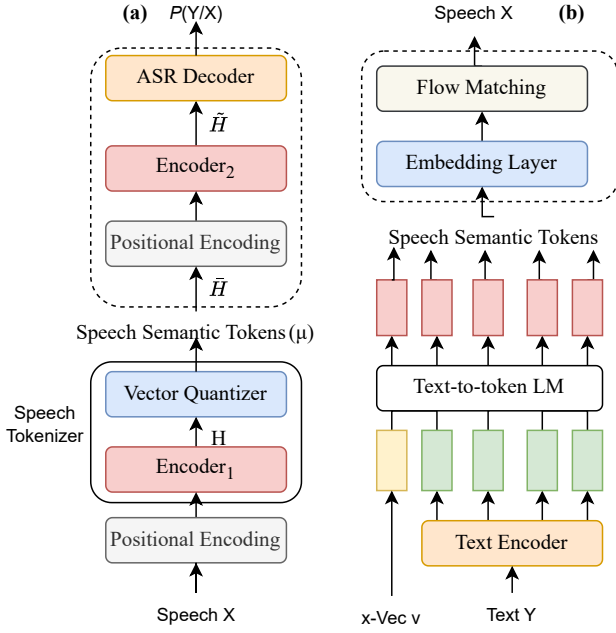 P(Y/X)
(a)
ASR Decoder
H̃
Encoder₂
Positional Encoding
H̄
Speech Semantic Tokens (μ)
Vector Quantizer
Speech
Tokenizer
H
Encoder₁
Positional Encoding
Speech X
Speech X
(b)
Flow Matching
Embedding Layer
Speech Semantic Tokens
Text-to-token LM
Text Encoder
x-Vec v
Text Y